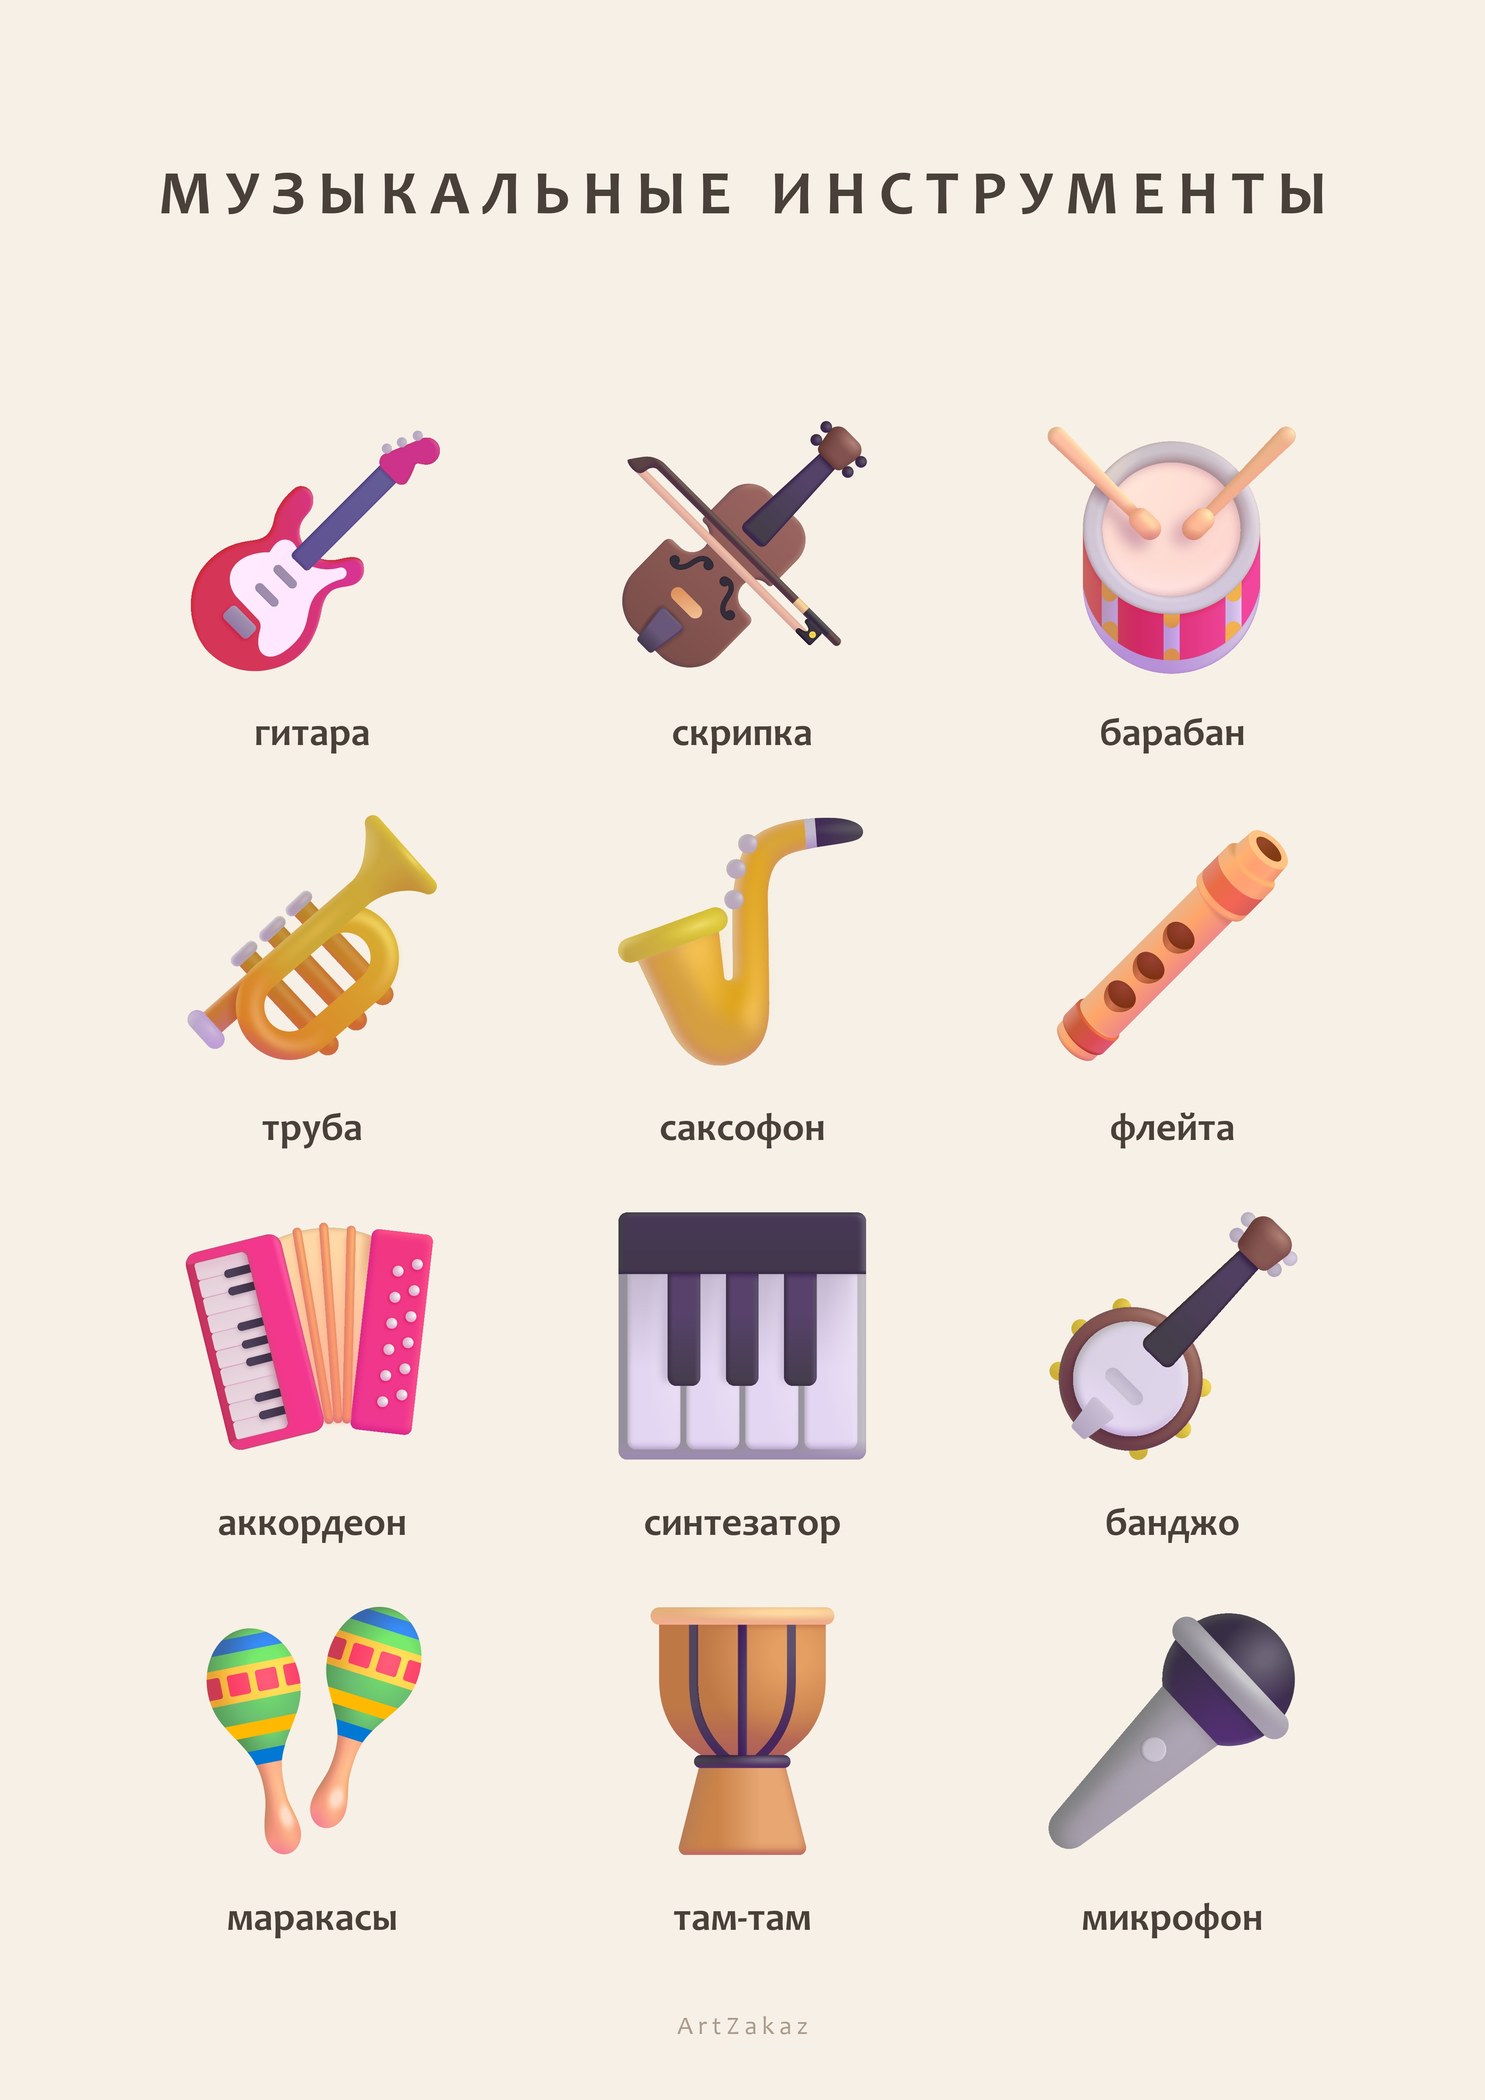 МУЗЫКАЛЬНЫЕ ИНСТРУМЕНТЫ
гитара
скрипка
барабан
труба
саксофон
флейта
аккордеон
синтезатор
банджо
маракасы
там-там
микрофон
ArtZakaz